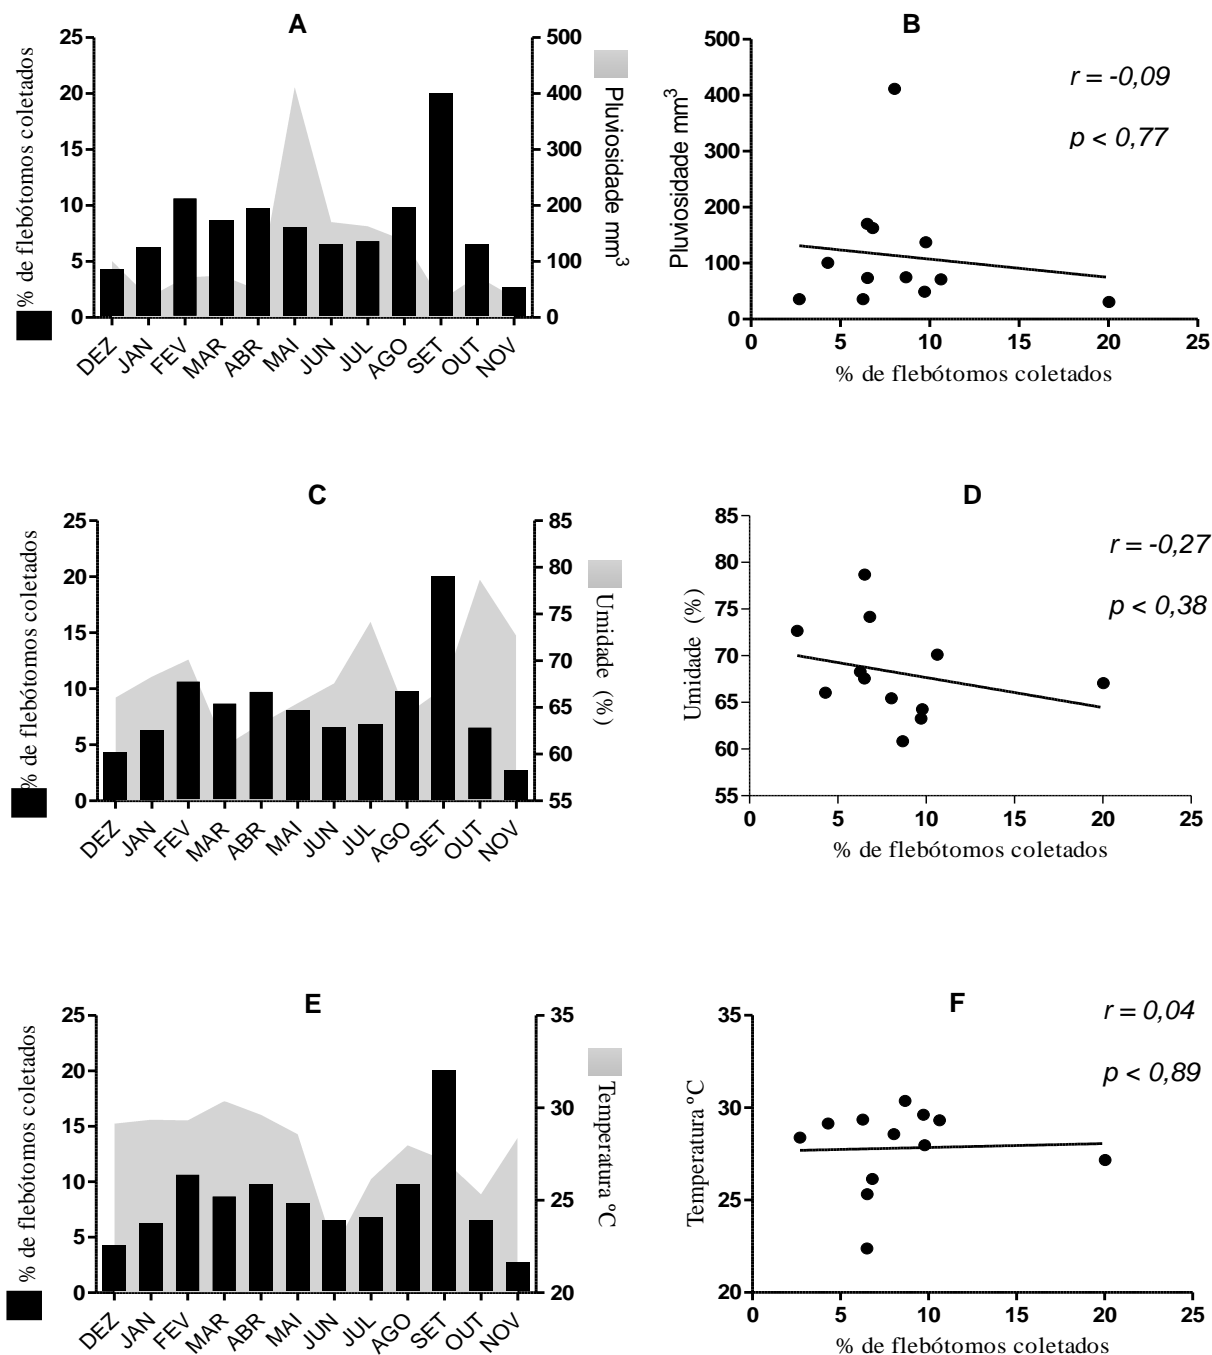 A
25
20
15
10
5
0
% de flebótomos coletados
500
400
300
200
100
0
Pluviosidade mm³
DEZ
JAN
FEV
MAR
ABR
MAI
JUN
JUL
AGO
SET
OUT
NOV
B
r = -0,09
p < 0,77
500
400
300
200
100
0
Pluviosidade mm³
0
5
10
15
20
25
% de flebótomos coletados
C
25
20
15
10
5
0
% de flebótomos coletados
85
80
75
70
65
60
55
Umidade (%)
DEZ
JAN
FEV
MAR
ABR
MAI
JUN
JUL
AGO
SET
OUT
NOV
D
r = -0,27
p < 0,38
85
80
75
70
65
60
55
Umidade (%)
0
5
10
15
20
25
% de flebótomos coletados
E
25
20
15
10
5
0
% de flebótomos coletados
35
30
25
20
Temperatura ºC
DEZ
JAN
FEV
MAR
ABR
MAI
JUN
JUL
AGO
SET
OUT
NOV
F
r = 0,04
p < 0,89
35
30
25
20
Temperatura ºC
0
5
10
15
20
25
% de flebótomos coletados